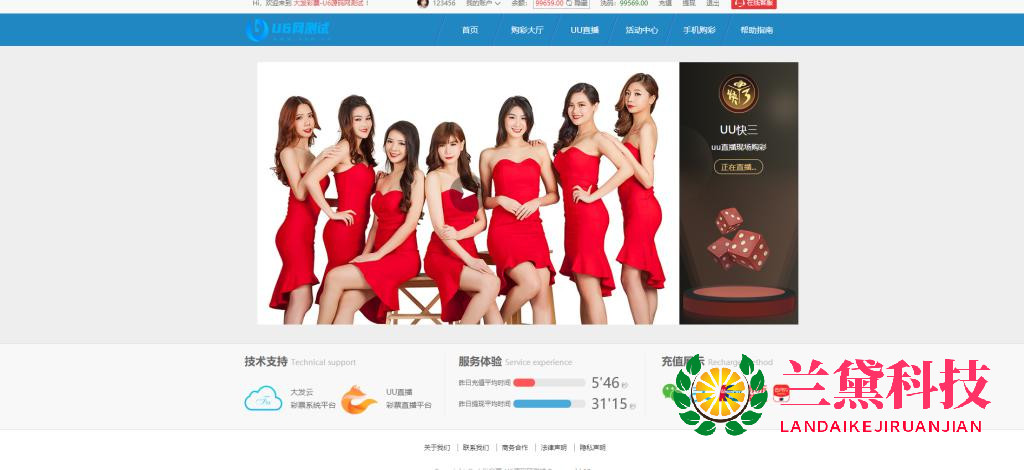 Hi, 欢迎来到 大发彩票-U6源码网测试 ! 123456 我的账户 余额: 99659.00 隐藏 洗码: 99569.00 充值 提现 退出 在线客服
U6网测试 首页 购彩大厅 UU直播 活动中心 手机购彩 帮助指南
UU快三
uu直播现场购彩
正在直播...
技术支持 Technical support 服务体验 Service experience 充值展示 Recharge method
大发云 UU直播 昨日充值平均时间 5'46 秒
彩票系统平台 彩票直播平台 昨日提现平均时间 31'15 秒
兰黛科技
LANDAIKEJIRUANJIAN
关于我们 | 联系我们 | 商务合作 | 法律声明 | 隐私声明